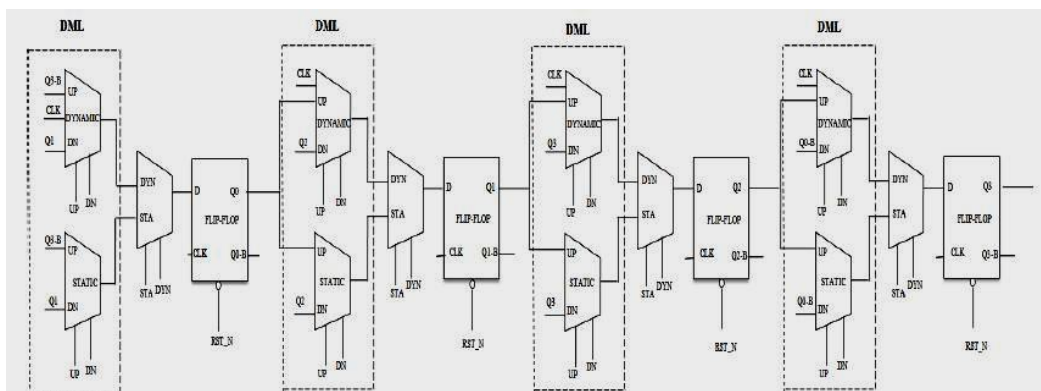 DML
DML
DML
DML
Q3-B
UP
CLK
DYNAMIC
Q1
DN
UP
DN
Q3-B
UP
STATIC
Q1
DN
UP
DN
DYN
STA
STA
DYN
D
Q0
FLIP-FLOP
CLK
Q0-B
RST_N
CLK
UP
DYNAMIC
Q2
DN
UP
DN
UP
STATIC
Q2
DN
UP
DN
DYN
STA
STA
DYN
D
Q1
FLIP-FLOP
CLK
Q1-B
RST_N
CLK
UP
DYNAMIC
Q3
DN
UP
DN
UP
STATIC
Q3
DN
UP
DN
DYN
STA
STA
DYN
D
Q2
FLIP-FLOP
CLK
Q2-B
RST_N
CLK
UP
DYNAMIC
Q0-B
DN
UP
DN
UP
STATIC
Q0-B
DN
UP
DN
DYN
STA
STA
DYN
D
Q3
FLIP-FLOP
CLK
Q3-B
RST_N